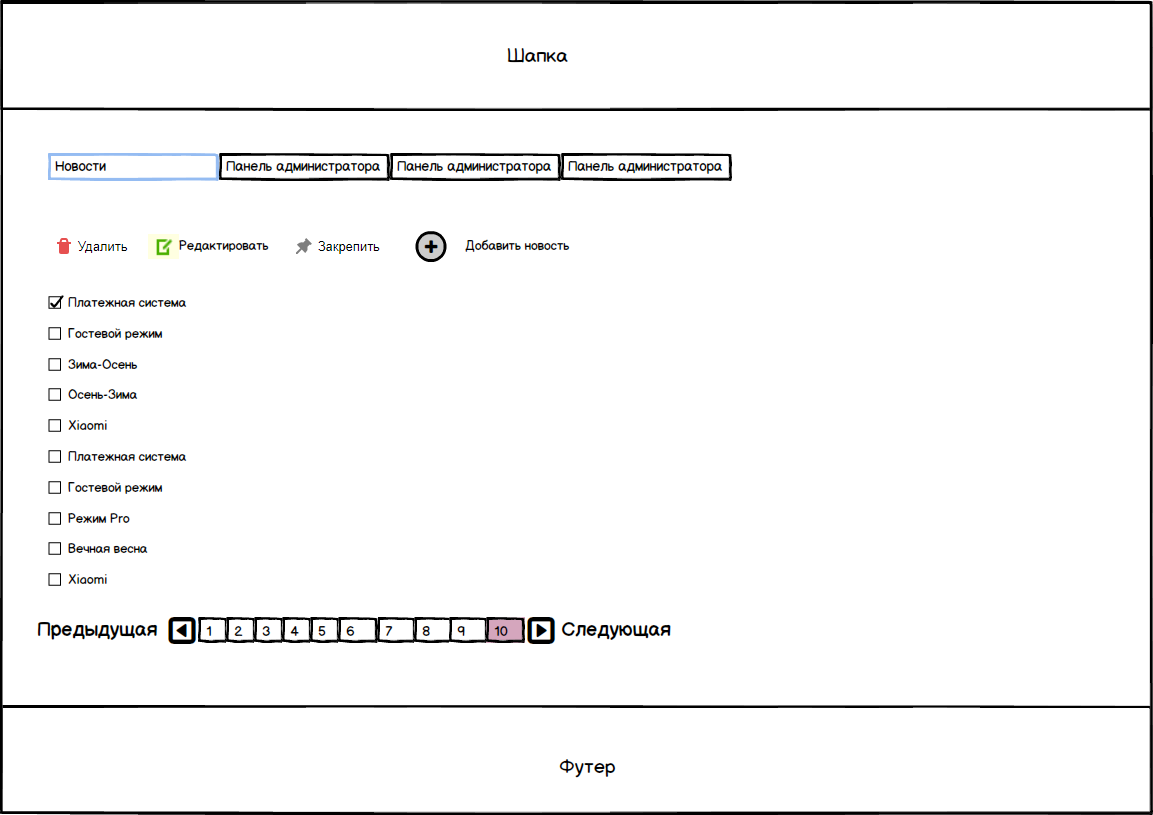 Шапка
Новости Панель администратора Панель администратора Панель администратора
Удалить Редактировать Закрепить Добавить новость
Платежная система
Гостевой режим
Зима-Осень
Осень-Зима
Xiaomi
Платежная система
Гостевой режим
Режим Pro
Вечная весна
Xiaomi
Предыдущая 1 2 3 4 5 6 7 8 9 10 Следующая
Футер